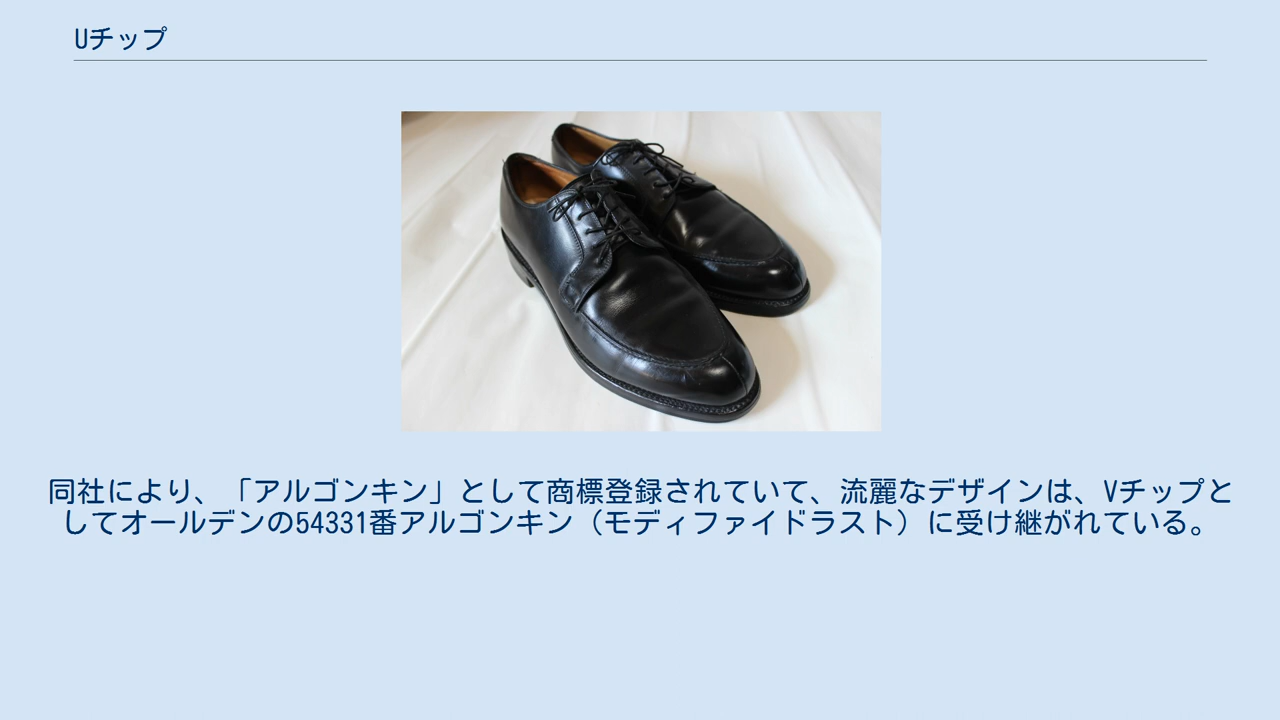 Uチップ
同社により、「アルゴンキン」として商標登録されていて、流麗なデザインは、Vチップと
してオールデンの54331番アルゴンキン（モディファイドラスト）に受け継がれている。